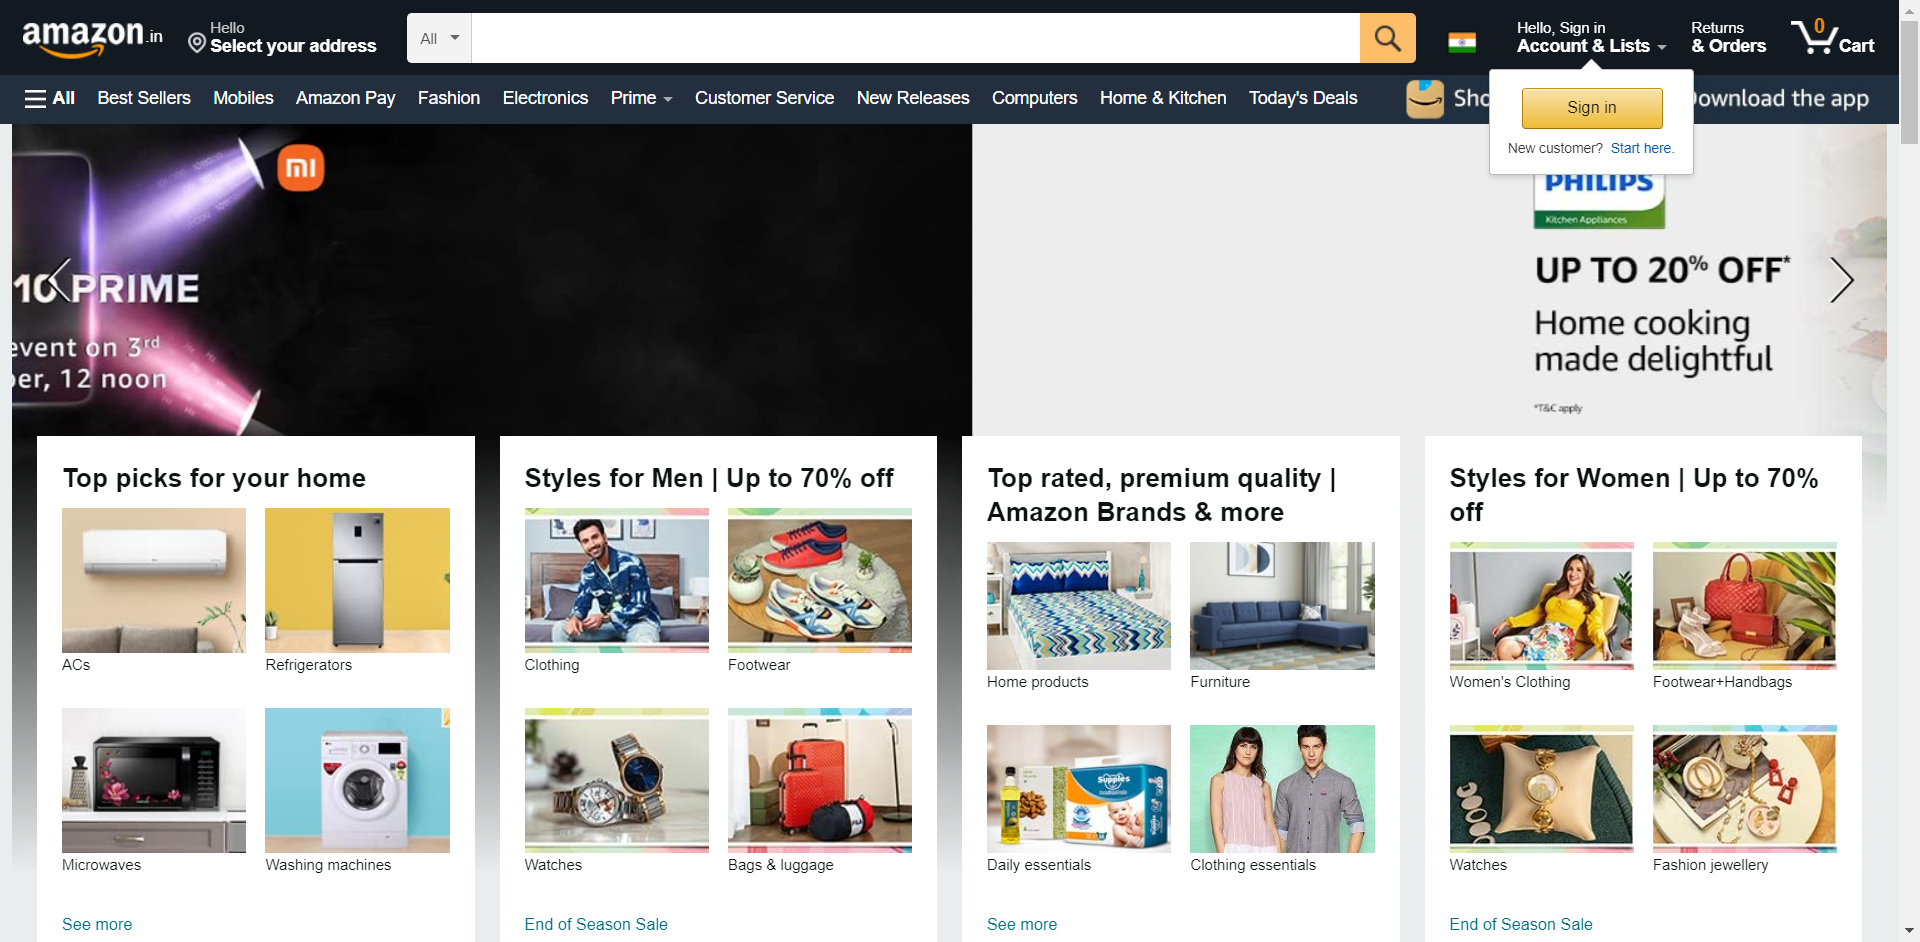 amazon.in
Hello
Select your address
All
Hello, Sign in
Account & Lists
Returns
& Orders
0
Cart
All
Best Sellers
Mobiles
Amazon Pay
Fashion
Electronics
Prime
Customer Service
New Releases
Computers
Home & Kitchen
Today's Deals
Sho
ownload the app
Sign in
New customer? Start here.
mi
10 PRIME
event on 3rd
ber, 12 noon
PHILIPS
Kitchen Appliances
UP TO 20% OFF*
Home cooking
made delightful
*T&C apply
Top picks for your home
ACs
Refrigerators
Microwaves
Washing machines
See more
Styles for Men | Up to 70% off
Clothing
Footwear
Watches
Bags & luggage
End of Season Sale
Top rated, premium quality |
Amazon Brands & more
Home products
Furniture
Supples
Daily essentials
Clothing essentials
See more
Styles for Women | Up to 70%
off
Women's Clothing
Footwear+Handbags
Watches
Fashion jewellery
End of Season Sale